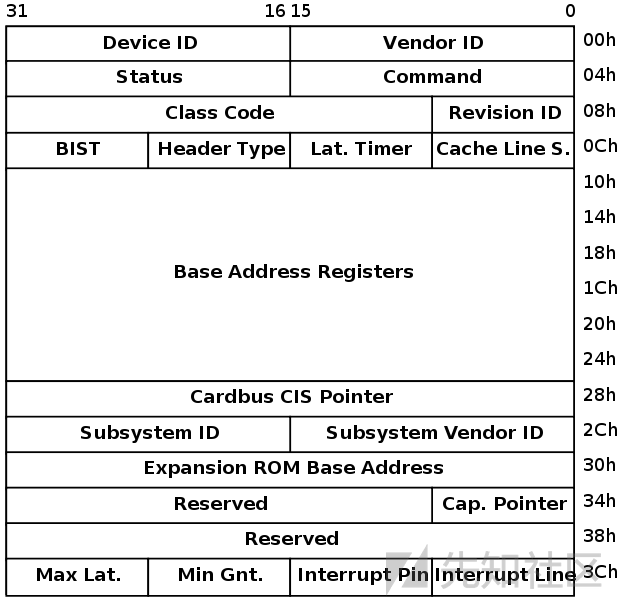 31 16 15 0
Device ID Vendor ID 00h
Status Command 04h
Class Code Revision ID 08h
BIST Header Type Lat. Timer Cache Line S. 0Ch
10h
14h
18h
Base Address Registers
1Ch
20h
24h
Cardbus CIS Pointer 28h
Subsystem ID Subsystem Vendor ID 2Ch
Expansion ROM Base Address 30h
Reserved Cap. Pointer 34h
Reserved 38h
Max Lat. Min Gnt. Interrupt Pin Interrupt Line 3Ch
先知社区